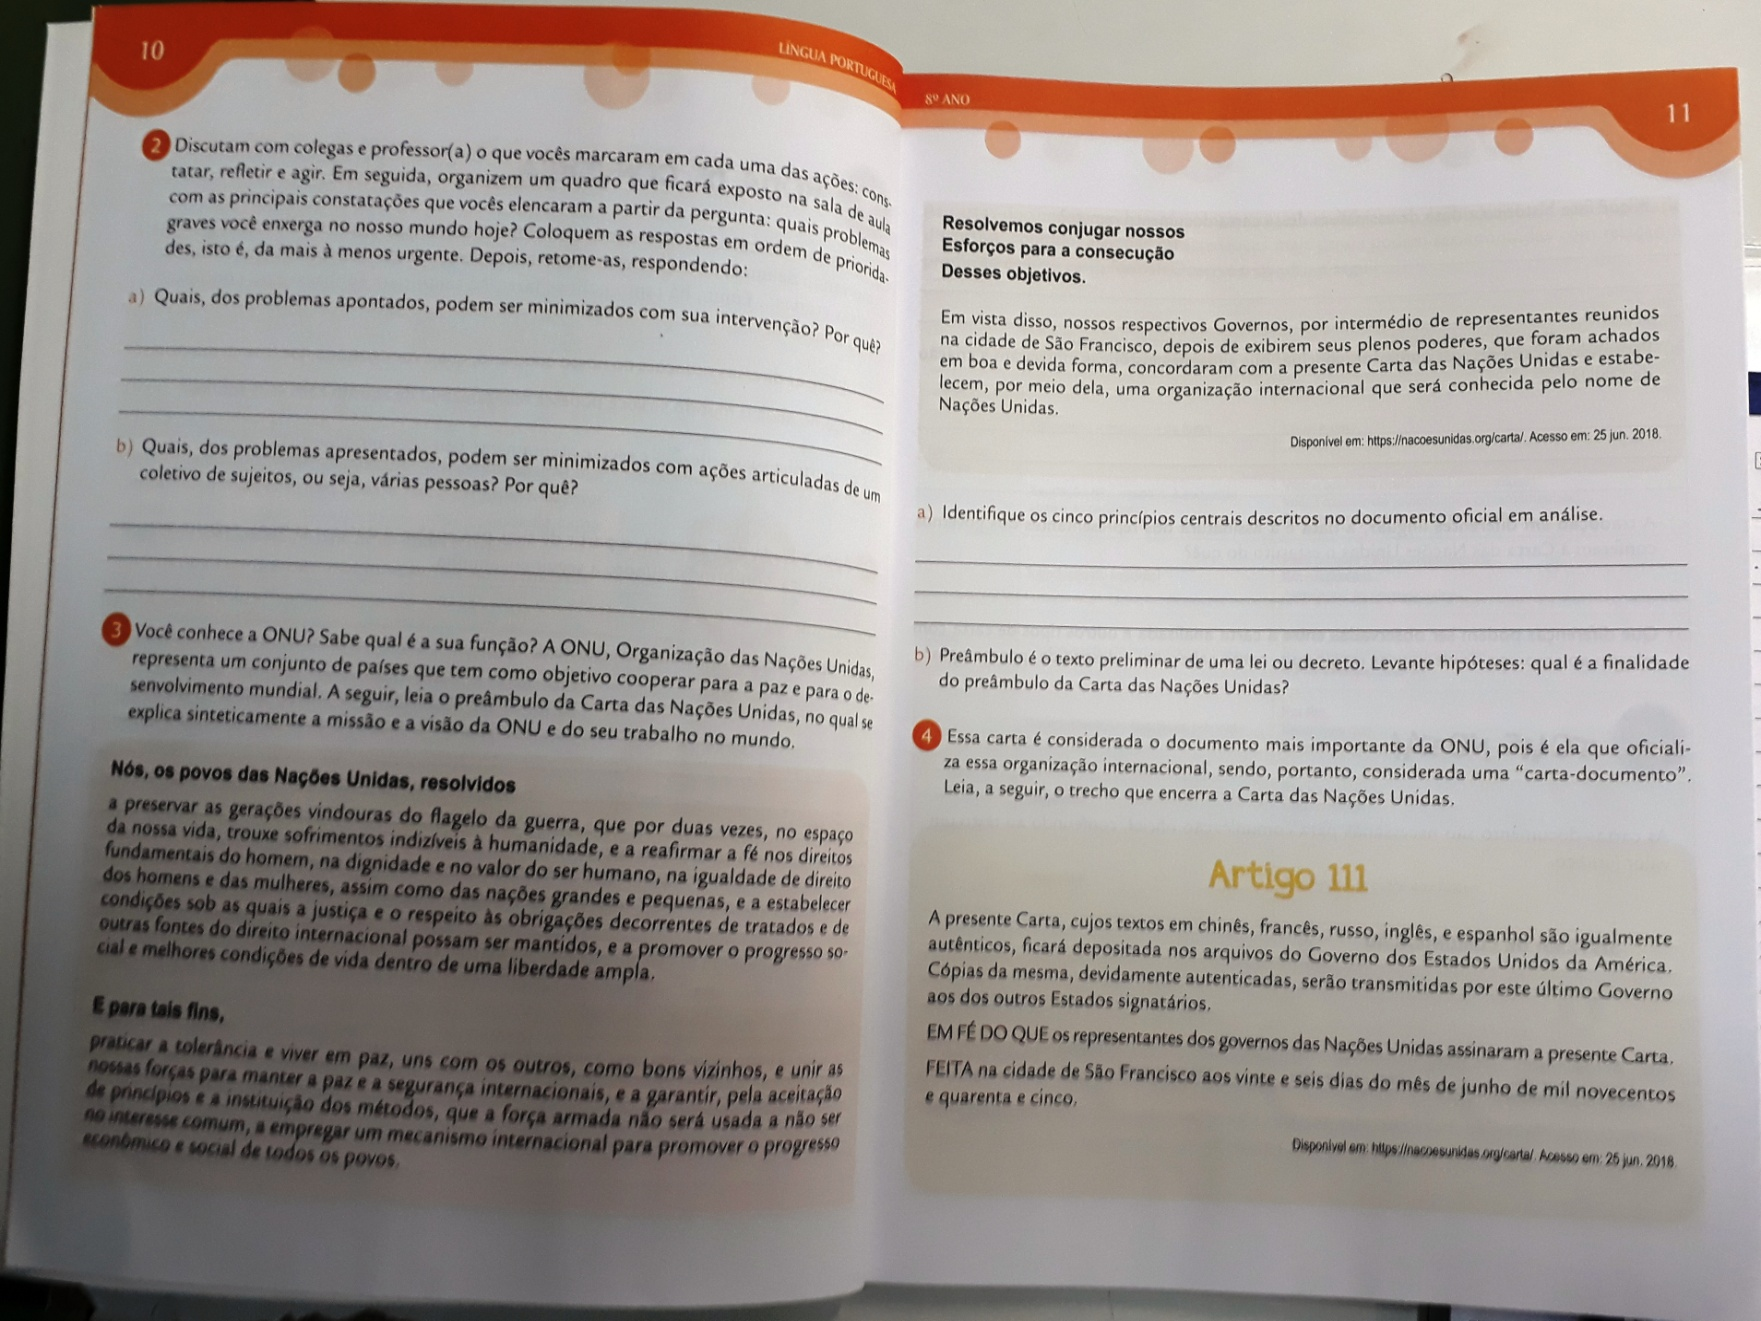 10
LÍNGUA PORTUGUESA
2 Discutam com colegas e professor(a) o que vocês marcaram em cada uma das ações: cons-
tatar, refletir e agir. Em seguida, organizem um quadro que ficará exposto na sala de aula
com as principais constatações que vocês elencaram a partir da pergunta: quais problemas
graves você enxerga no nosso mundo hoje? Coloquem as respostas em ordem de priorida-
des, isto é, da mais à menos urgente. Depois, retome-as, respondendo:
a) Quais, dos problemas apontados, podem ser minimizados com sua intervenção? Por quê?
b) Quais, dos problemas apresentados, podem ser minimizados com ações articuladas de um
coletivo de sujeitos, ou seja, várias pessoas? Por quê?
3 Você conhece a ONU? Sabe qual é a sua função? A ONU, Organização das Nações Unidas,
representa um conjunto de países que tem como objetivo cooperar para a paz e para o de-
senvolvimento mundial. A seguir, leia o preâmbulo da Carta das Nações Unidas, no qual se
explica sinteticamente a missão e a visão da ONU e do seu trabalho no mundo.
Nós, os povos das Nações Unidas, resolvidos
a preservar as gerações vindouras do flagelo da guerra, que por duas vezes, no espaço
da nossa vida, trouxe sofrimentos indizíveis à humanidade, e a reafirmar a fé nos direitos
fundamentais do homem, na dignidade e no valor do ser humano, na igualdade de direito
dos homens e das mulheres, assim como das nações grandes e pequenas, e a estabelecer
condições sob as quais a justiça e o respeito às obrigações decorrentes de tratados e de
outras fontes do direito internacional possam ser mantidos, e a promover o progresso so-
cial e melhores condições de vida dentro de uma liberdade ampla.
E para tais fins,
praticar a tolerância e viver em paz, uns com os outros, como bons vizinhos, e unir as
nossas forças para manter a paz e a segurança internacionais, e a garantir, pela aceitação
de princípios e a instituição dos métodos, que a força armada não será usada a não ser
no interesse comum, a empregar um mecanismo internacional para promover o progresso
econômico e social de todos os povos.
8º ANO
11
Resolvemos conjugar nossos
Esforços para a consecução
Desses objetivos.
Em vista disso, nossos respectivos Governos, por intermédio de representantes reunidos
na cidade de São Francisco, depois de exibirem seus plenos poderes, que foram achados
em boa e devida forma, concordaram com a presente Carta das Nações Unidas e estabe-
lecem, por meio dela, uma organização internacional que será conhecida pelo nome de
Nações Unidas.
Disponível em: https://nacoesunidas.org/carta/. Acesso em: 25 jun. 2018.
a) Identifique os cinco princípios centrais descritos no documento oficial em análise.
b) Preâmbulo é o texto preliminar de uma lei ou decreto. Levante hipóteses: qual é a finalidade
do preâmbulo da Carta das Nações Unidas?
4 Essa carta é considerada o documento mais importante da ONU, pois é ela que oficiali-
za essa organização internacional, sendo, portanto, considerada uma “carta-documento”.
Leia, a seguir, o trecho que encerra a Carta das Nações Unidas.
Artigo 111
A presente Carta, cujos textos em chinês, francês, russo, inglês, e espanhol são igualmente
autênticos, ficará depositada nos arquivos do Governo dos Estados Unidos da América.
Cópias da mesma, devidamente autenticadas, serão transmitidas por este último Governo
aos dos outros Estados signatários.
EM FÉ DO QUE os representantes dos governos das Nações Unidas assinaram a presente Carta.
FEITA na cidade de São Francisco aos vinte e seis dias do mês de junho de mil novecentos
e quarenta e cinco.
Disponível em: https://nacoesunidas.org/carta/. Acesso em: 25 jun. 2018.